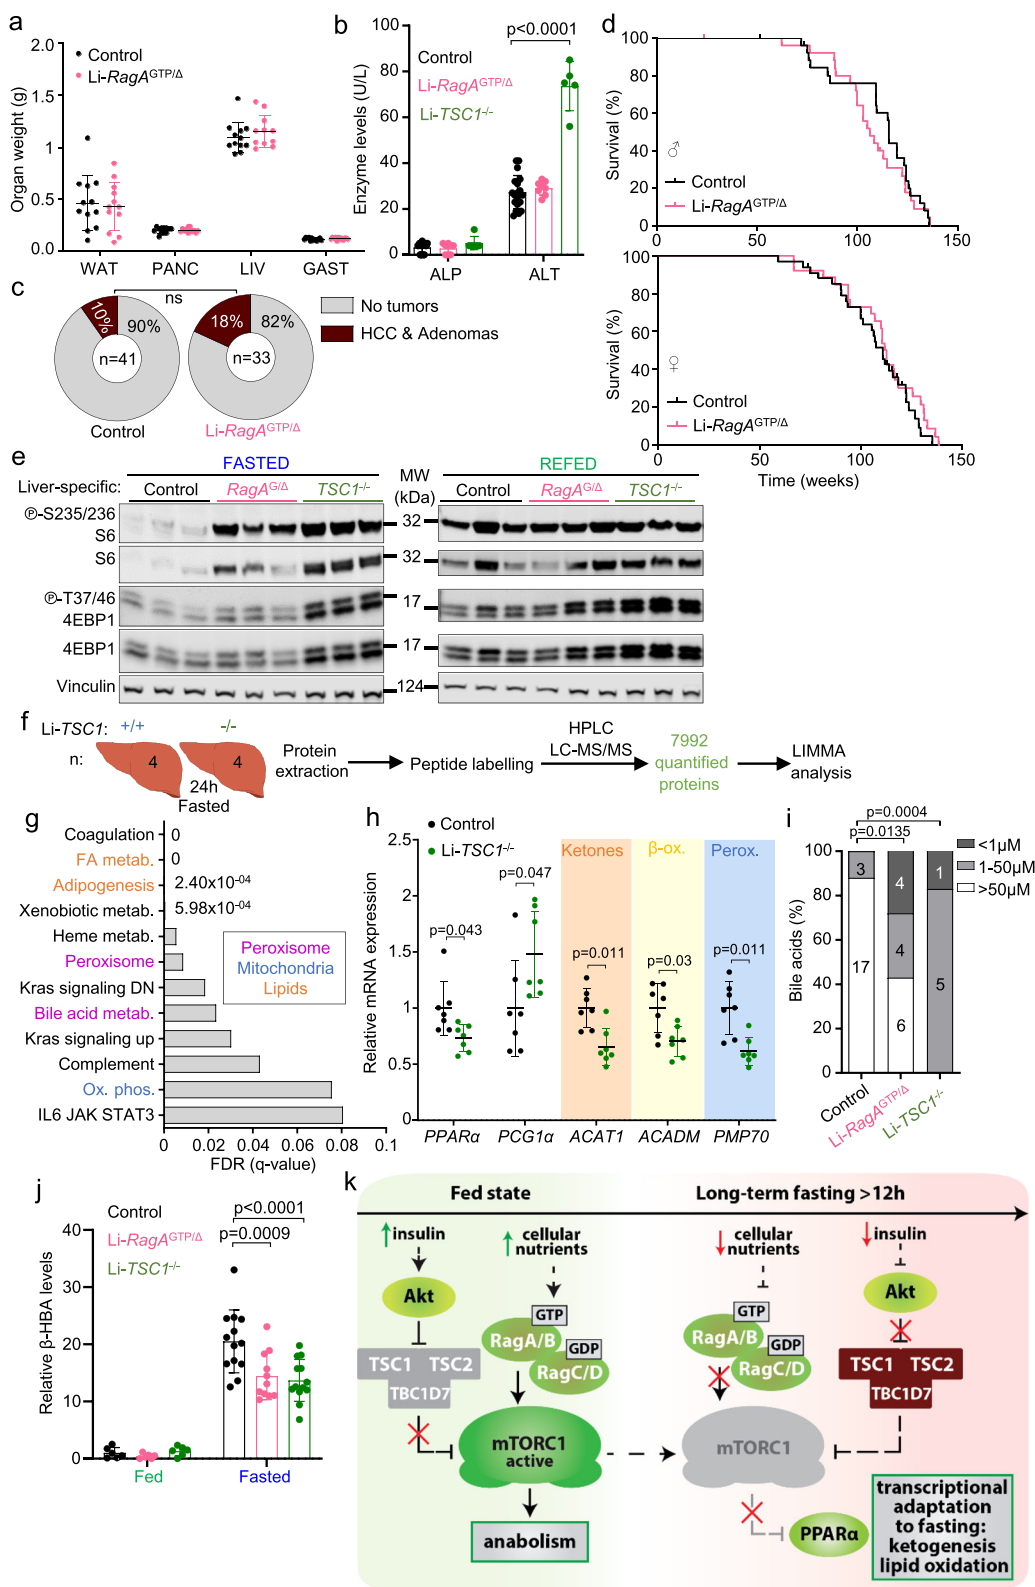 a
Organ weight (g)
2.0
1.5
1
0.5
0.0
Control
Li-RagA^GTP/Δ
WAT
PANC
LIV
GAST
b
Enzyme levels (U/L)
100
80
60
40
20
0
p<0.0001
Control
Li-RagA^GTP/Δ
Li-TSC1^-/-
ALP
ALT
c
ns
10%
90%
n=41
Control
18%
82%
n=33
Li-RagA^GTP/Δ
No tumors
HCC & Adenomas
d
Survival (%)
100
80
60
40
20
0
♂
Control
Li-RagA^GTP/Δ
0
50
100
150
Survival (%)
100
80
60
40
20
0
♀
Control
Li-RagA^GTP/Δ
0
50
100
150
Time (weeks)
e
FASTED
MW
(kDa)
REFED
Liver-specific:
Control
RagA^G/Δ
TSC1^-/-
Control
RagA^G/Δ
TSC1^-/-
℗-S235/236
S6
32
S6
32
℗-T37/46
4EBP1
17
4EBP1
17
Vinculin
124
f
Li-TSC1:
+/+
-/-
n:
4
4
24h
Fasted
Protein
extraction
Peptide labelling
HPLC
LC-MS/MS
7992
quantified
proteins
LIMMA
analysis
g
Coagulation
0
FA metab.
0
Adipogenesis
2.40x10^-04
Xenobiotic metab.
5.98x10^-04
Heme metab.
Peroxisome
Kras signaling DN
Bile acid metab.
Kras signaling up
Complement
Ox. phos.
IL6 JAK STAT3
Peroxisome
Mitochondria
Lipids
0
0.02
0.04
0.06
0.08
0.1
FDR (q-value)
h
Relative mRNA expression
2.5
2
1.5
1
0.5
0
Control
Li-TSC1^-/-
Ketones
β-ox.
Perox.
p=0.043
p=0.047
p=0.011
p=0.03
p=0.011
PPARα
PCG1α
ACAT1
ACADM
PMP70
i
p=0.0004
p=0.0135
<1µM
1-50µM
>50µM
Bile acids (%)
100
80
60
40
20
0
3
17
4
4
6
1
5
Control
Li-RagA^GTP/Δ
Li-TSC1^-/-
j
Relative β-HBA levels
40
30
20
10
0
Control
Li-RagA^GTP/Δ
Li-TSC1^-/-
p<0.0001
p=0.0009
Fed
Fasted
k
Fed state
Long-term fasting >12h
insulin
cellular
nutrients
cellular
nutrients
insulin
Akt
GTP
RagA/B
GDP
RagC/D
GTP
RagA/B
GDP
RagC/D
Akt
TSC1 TSC2
TBC1D7
TSC1 TSC2
TBC1D7
mTORC1
active
mTORC1
anabolism
PPARα
transcriptional
adaptation
to fasting:
ketogenesis
lipid oxidation